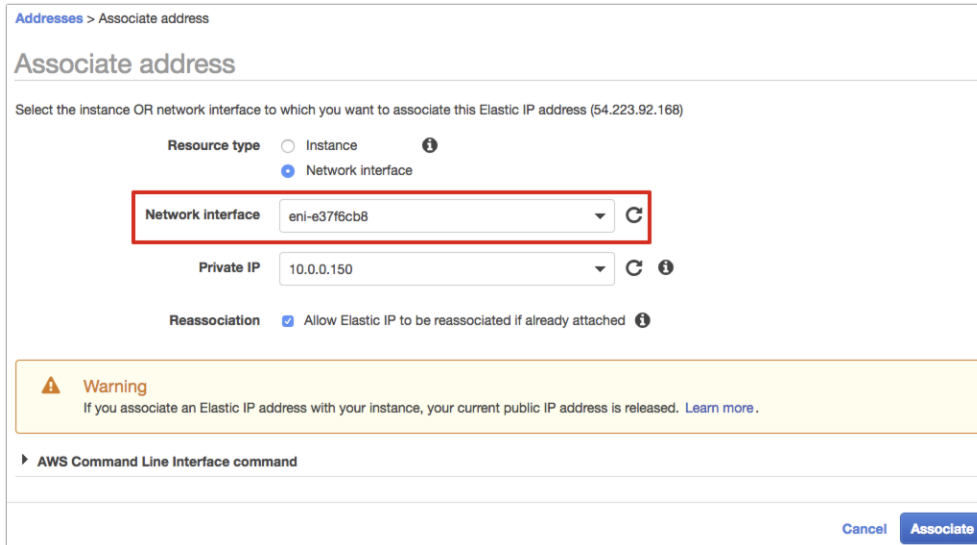 Addresses > Associate address
Associate address
Select the instance OR network interface to which you want to associate this Elastic IP address (54.223.92.168)
Resource type Instance
Network interface
Network interface eni-e37f6cb8
Private IP 10.0.0.150
Reassociation Allow Elastic IP to be reassociated if already attached
Warning
If you associate an Elastic IP address with your instance, your current public IP address is released. Learn more.
AWS Command Line Interface command
Cancel Associate